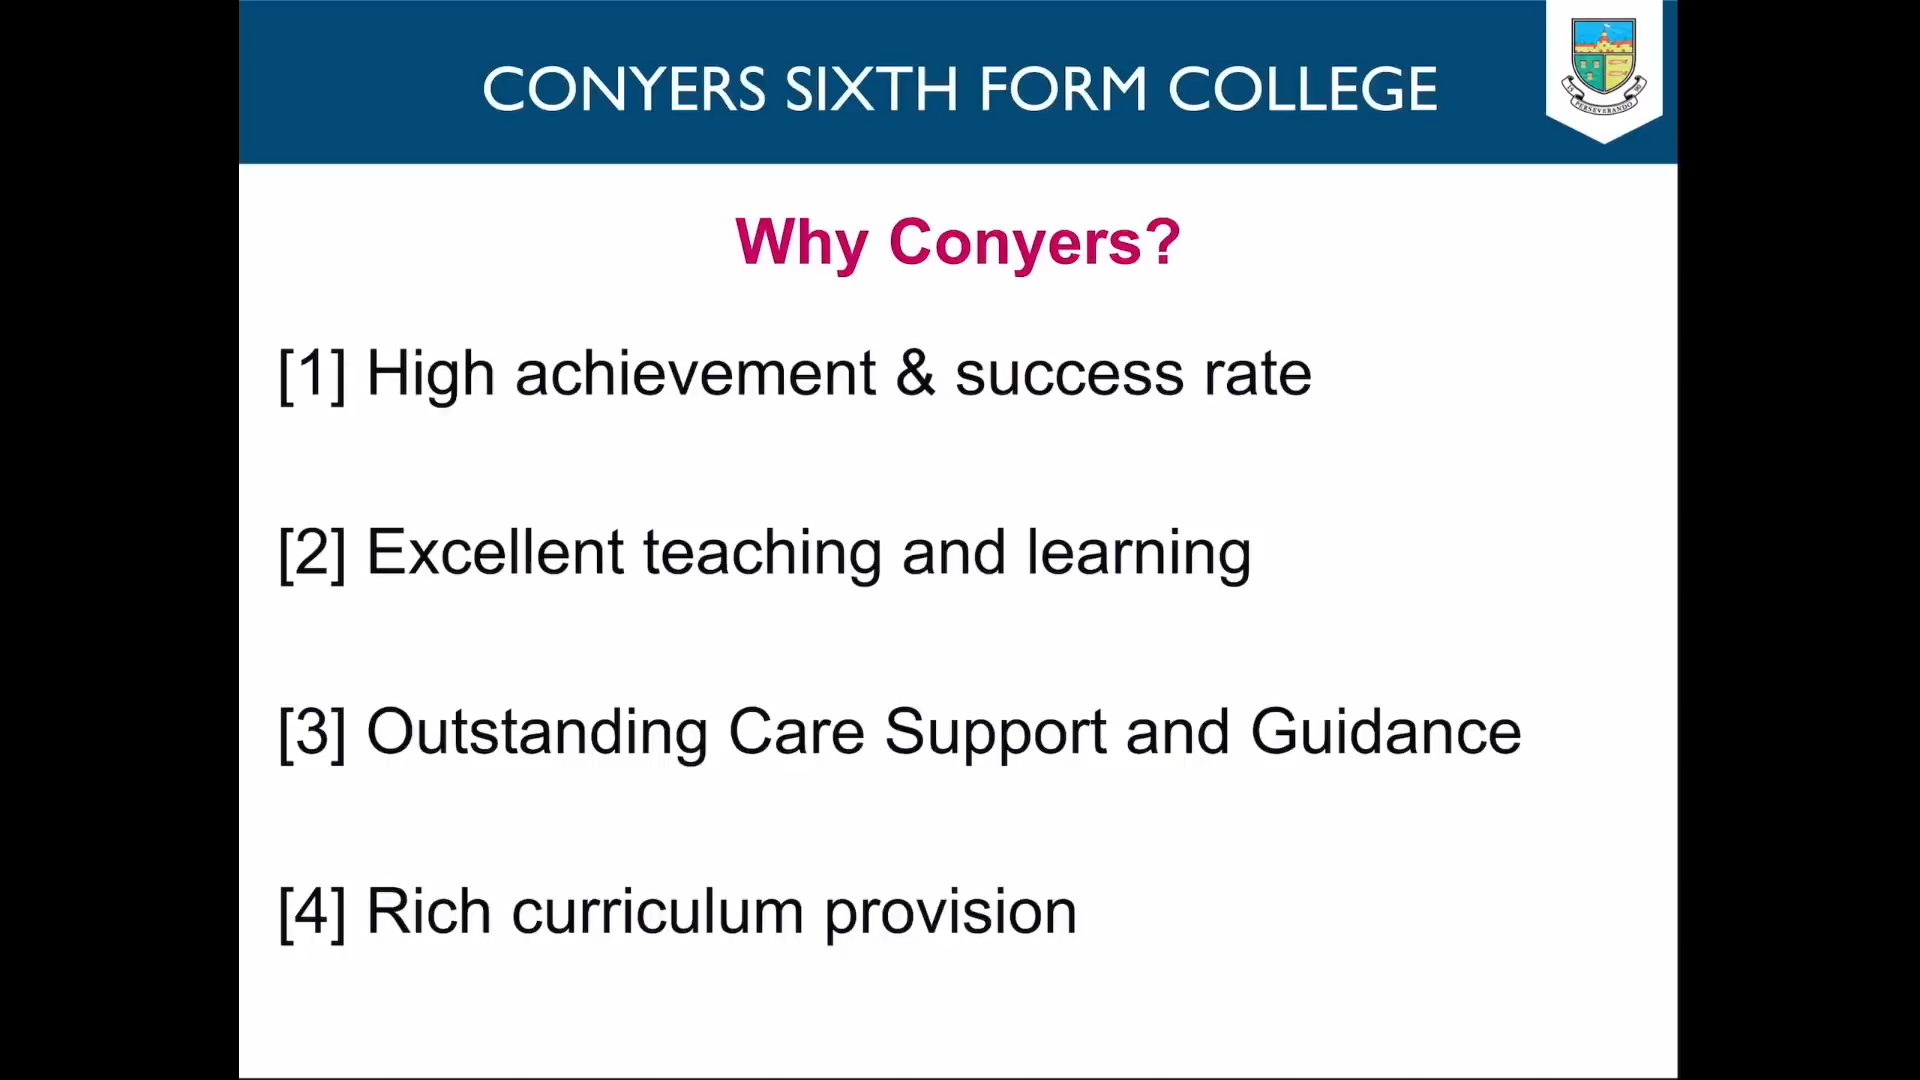 CONYERS SIXTH FORM COLLEGE
PERSEVERANDO
Why Conyers?
[1] High achievement & success rate
[2] Excellent teaching and learning
[3] Outstanding Care Support and Guidance
[4] Rich curriculum provision